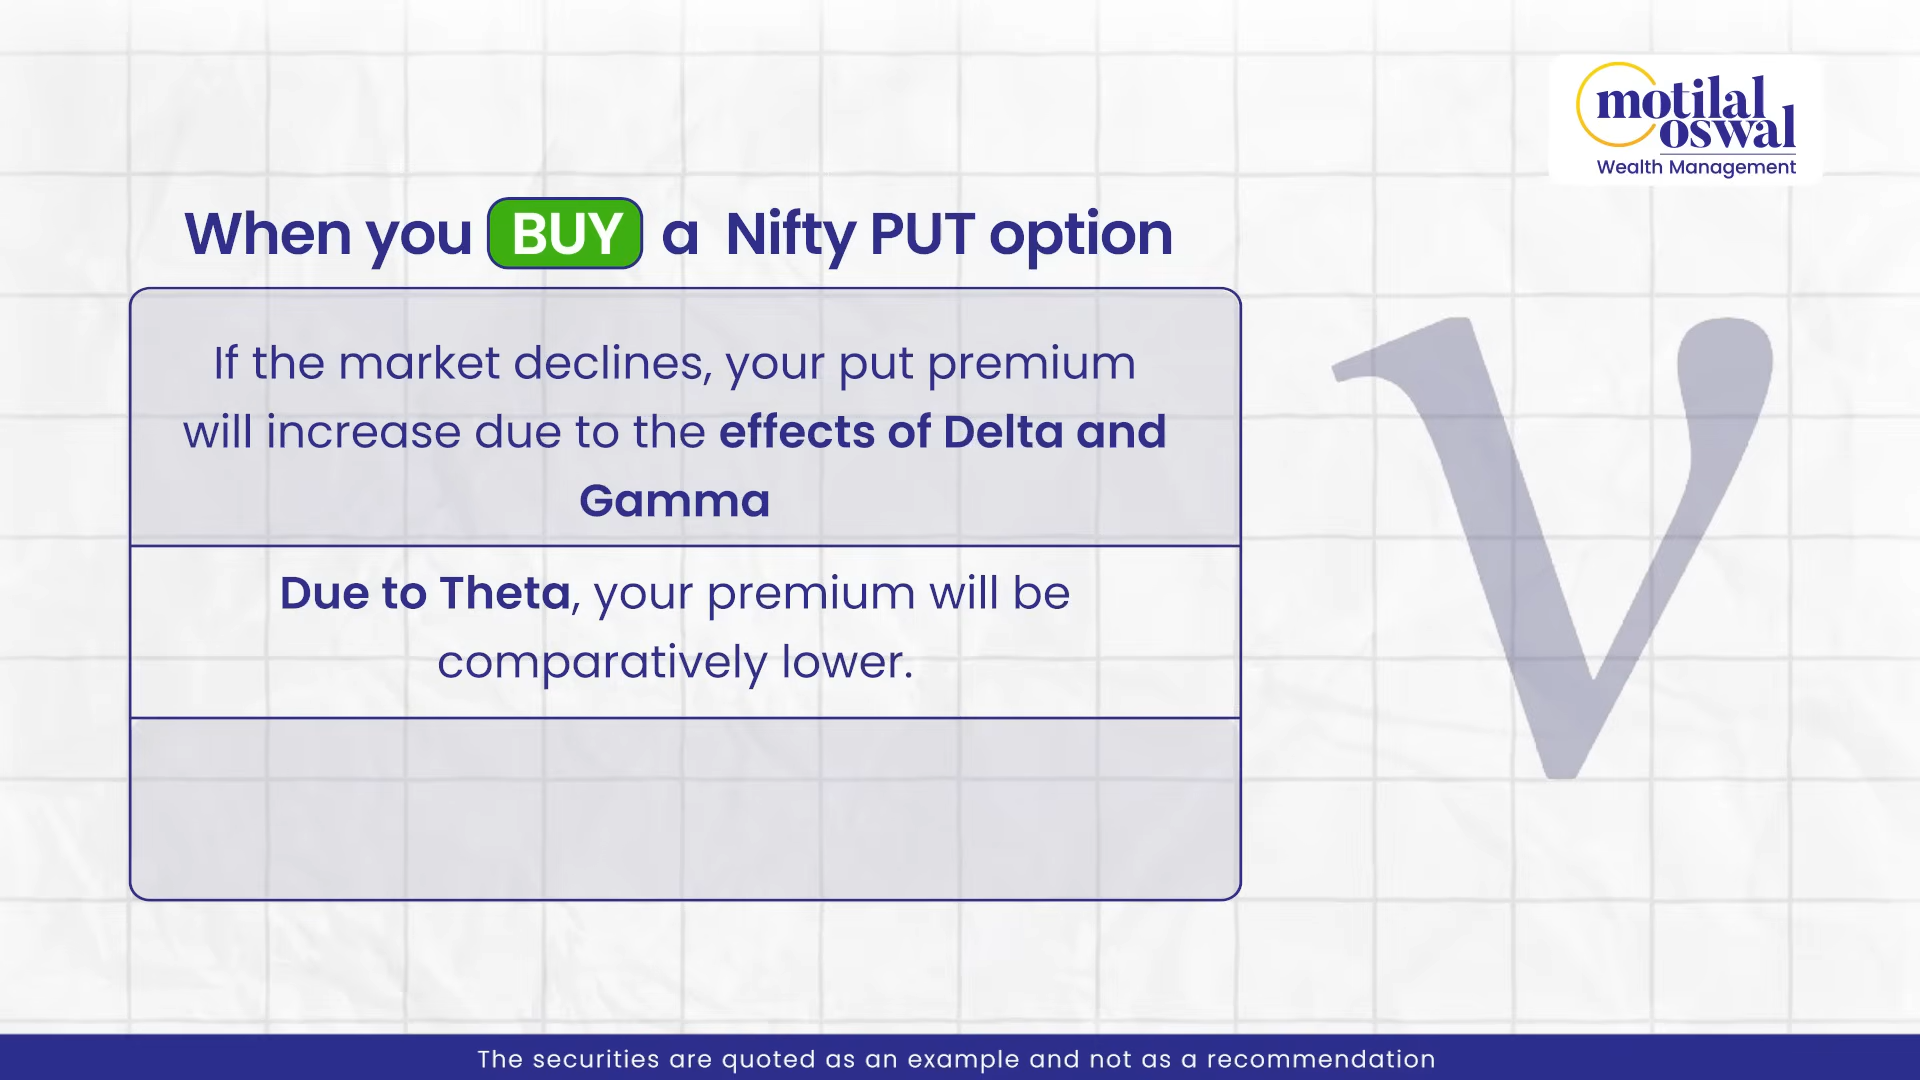 motilal
oswal
Wealth Management
When you BUY a Nifty PUT option
If the market declines, your put premium
will increase due to the effects of Delta and
Gamma
Due to Theta, your premium will be
comparatively lower.
ν
The securities are quoted as an example and not as a recommendation